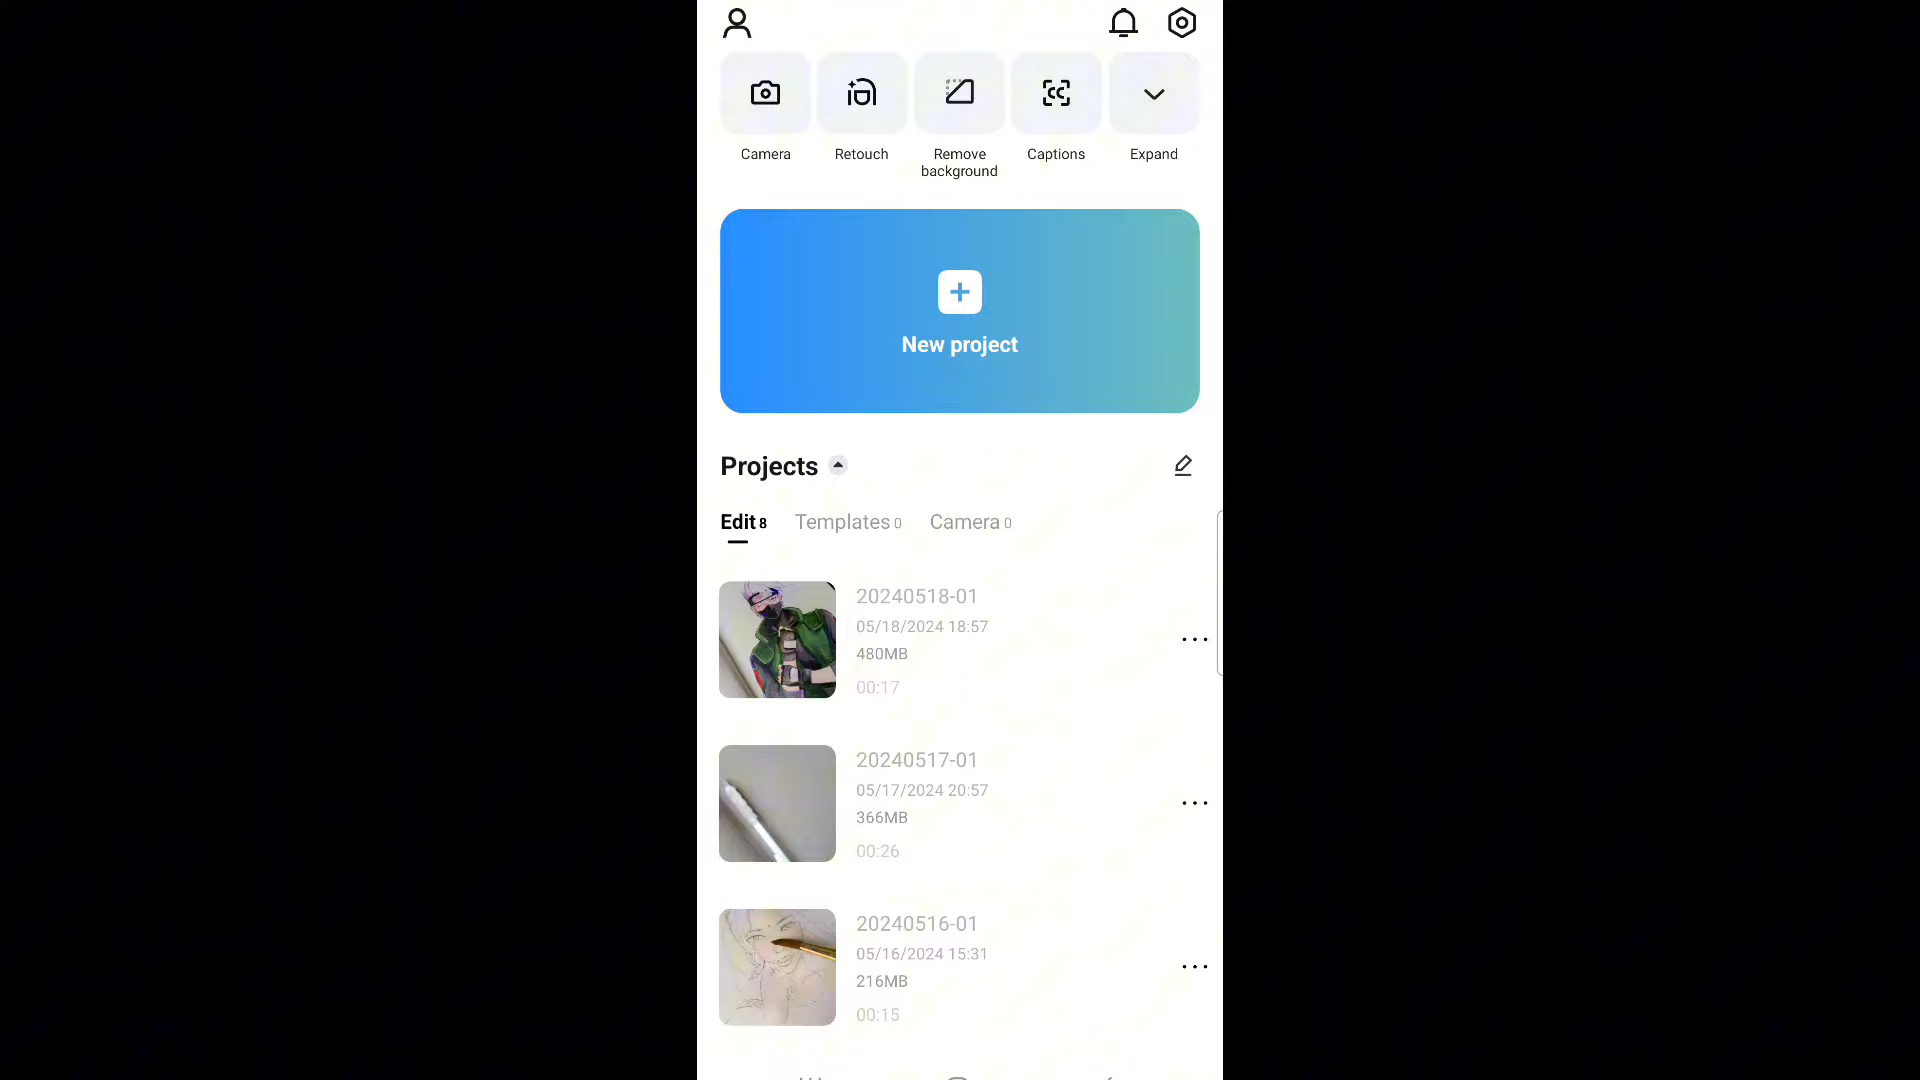 Camera
Retouch
Remove
background
Captions
Expand
New project
Projects
Edit 8
Templates 0
Camera 0
20240518-01
05/18/2024 18:57
480MB
00:17
20240517-01
05/17/2024 20:57
366MB
00:26
20240516-01
05/16/2024 15:31
216MB
00:15